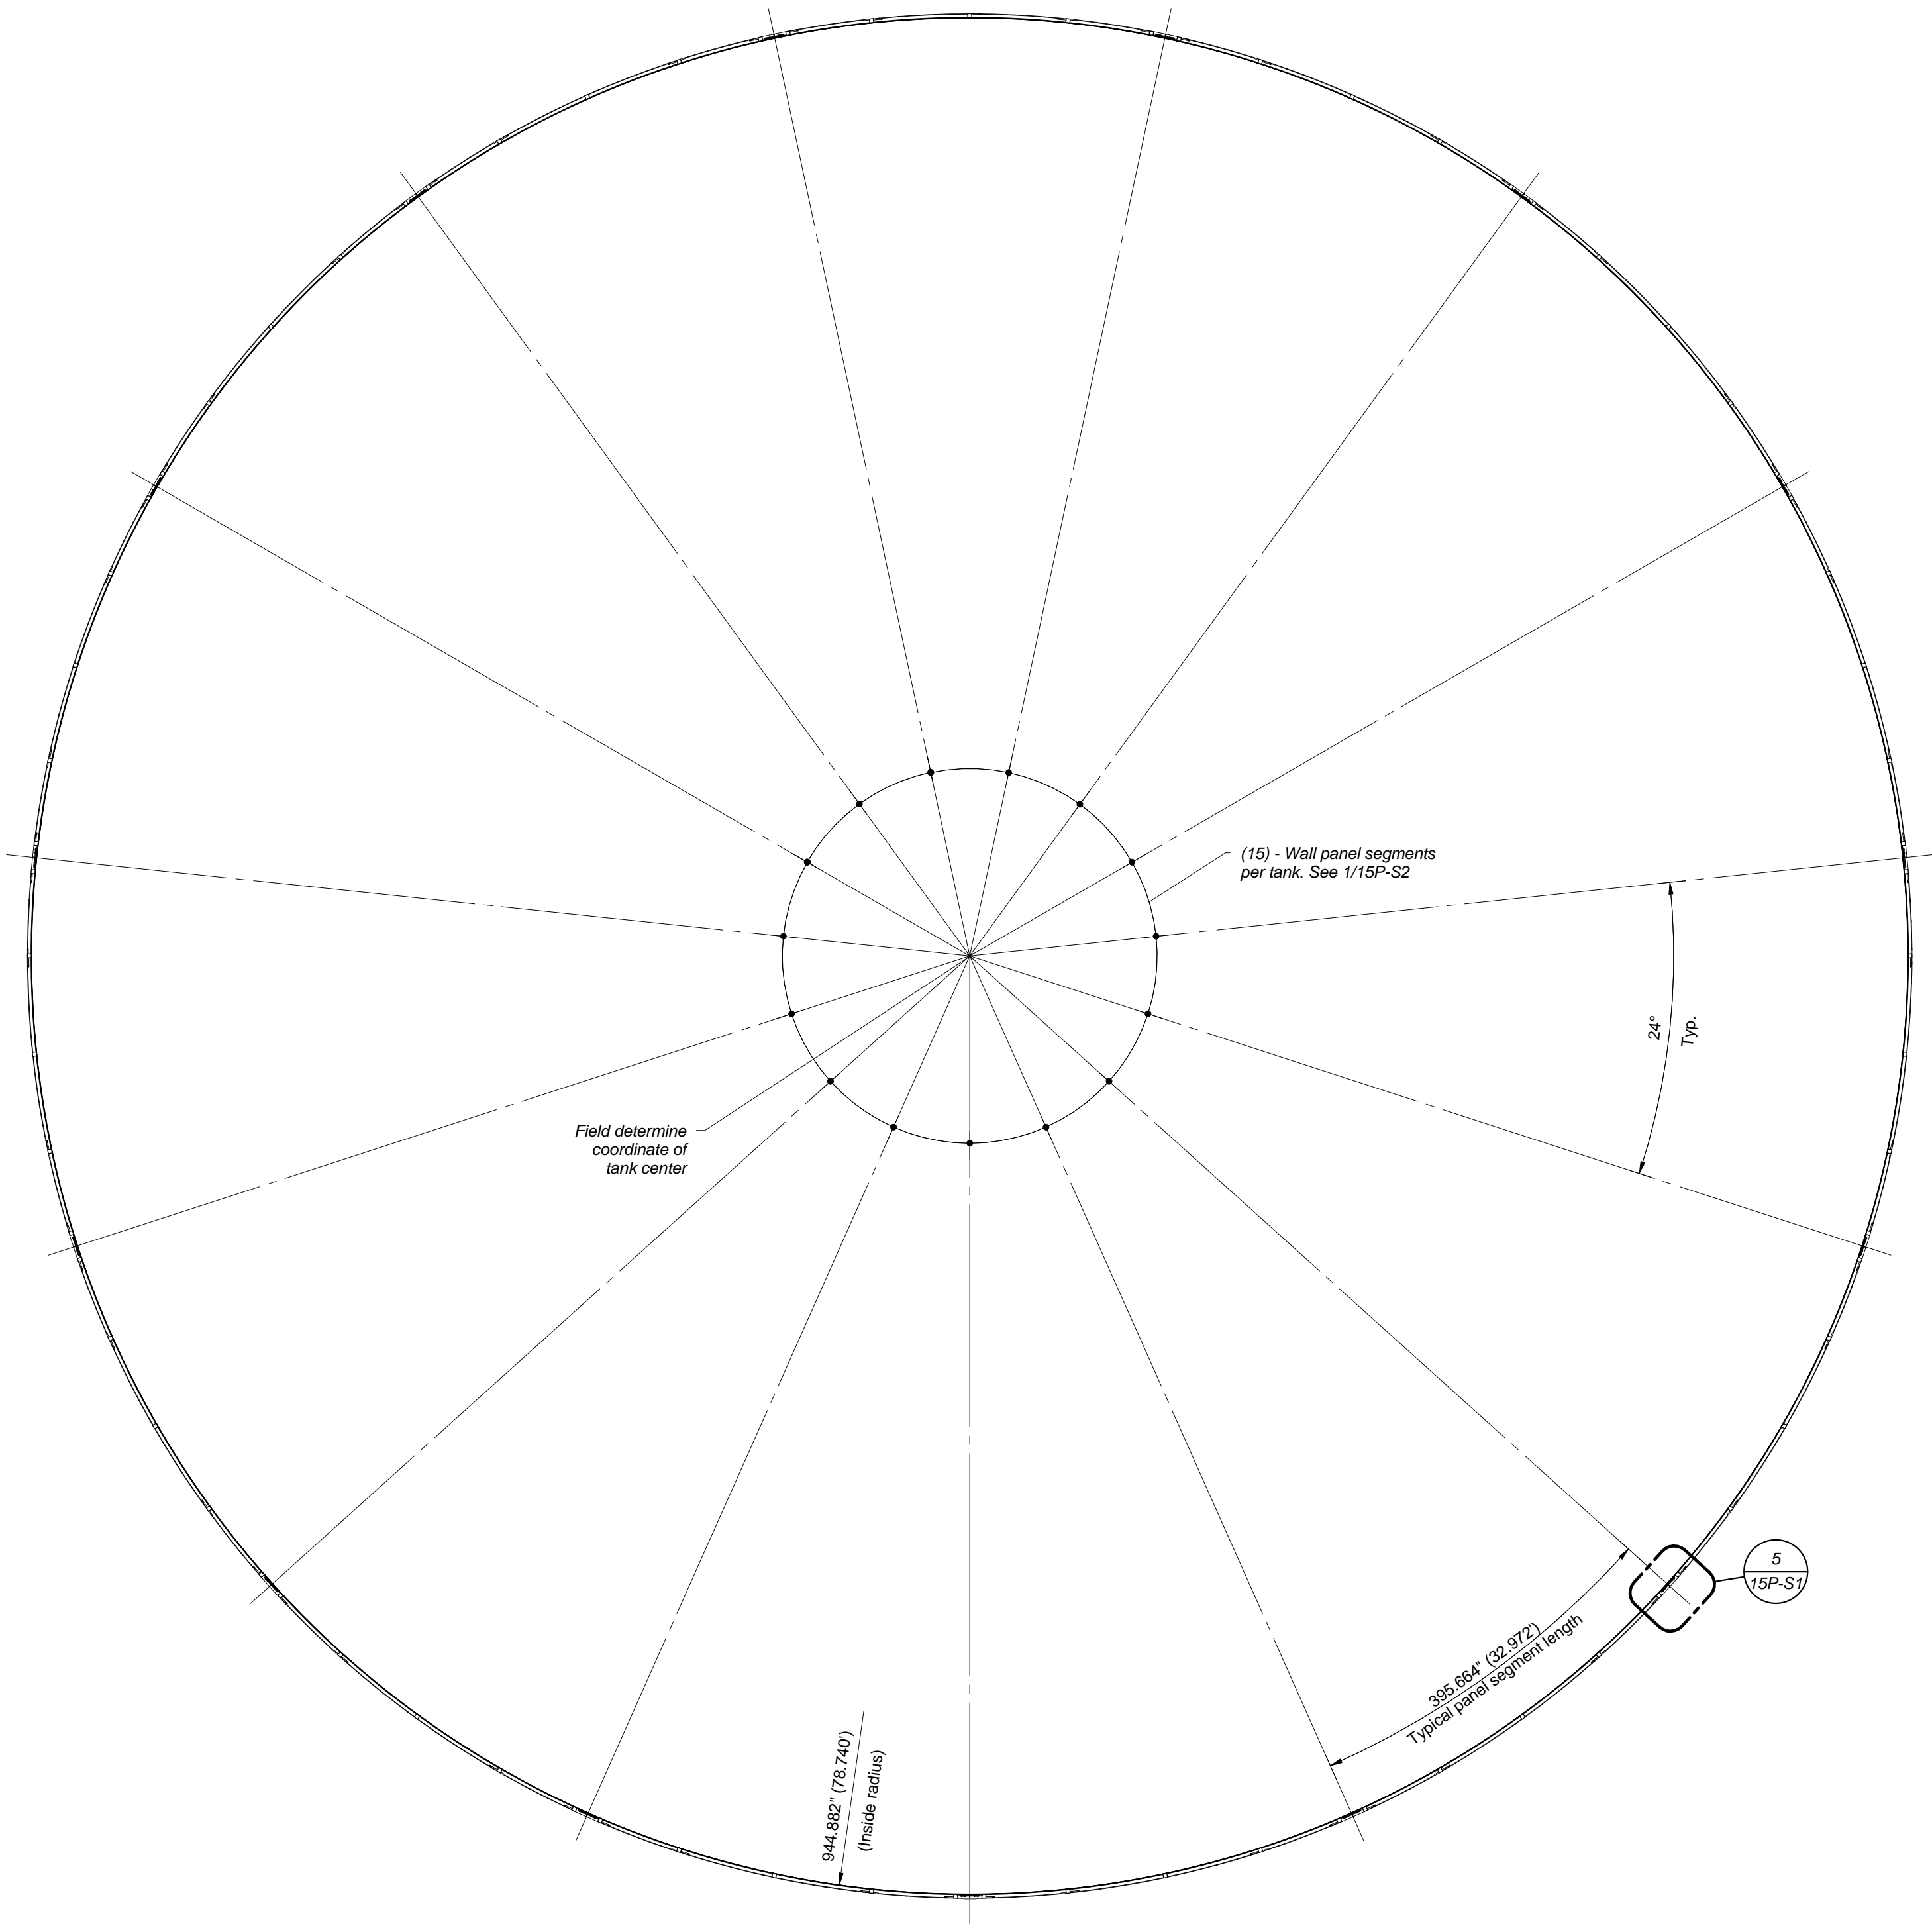 (15) - Wall panel segments
per tank. See 1/15P-S2
24°
Typ.
Field determine
coordinate of
tank center
5
15P-S1
395.664" (32.972')
Typical panel segment length
944.882" (78.740')
(Inside radius)